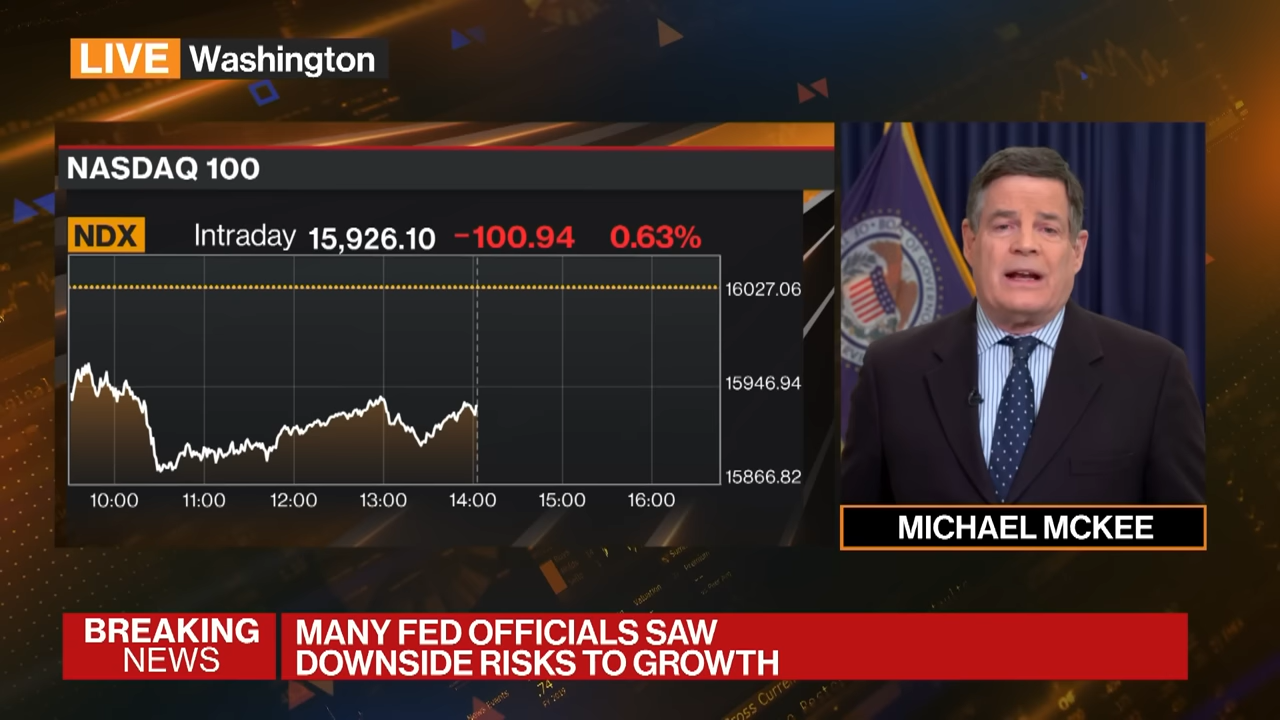 LIVE Washington
NASDAQ 100
NDX Intraday 15,926.10 -100.94 0.63%
16027.06
15946.94
15866.82
10:00 11:00 12:00 13:00 14:00 15:00 16:00
MICHAEL MCKEE
BREAKING NEWS
MANY FED OFFICIALS SAW
DOWNSIDE RISKS TO GROWTH